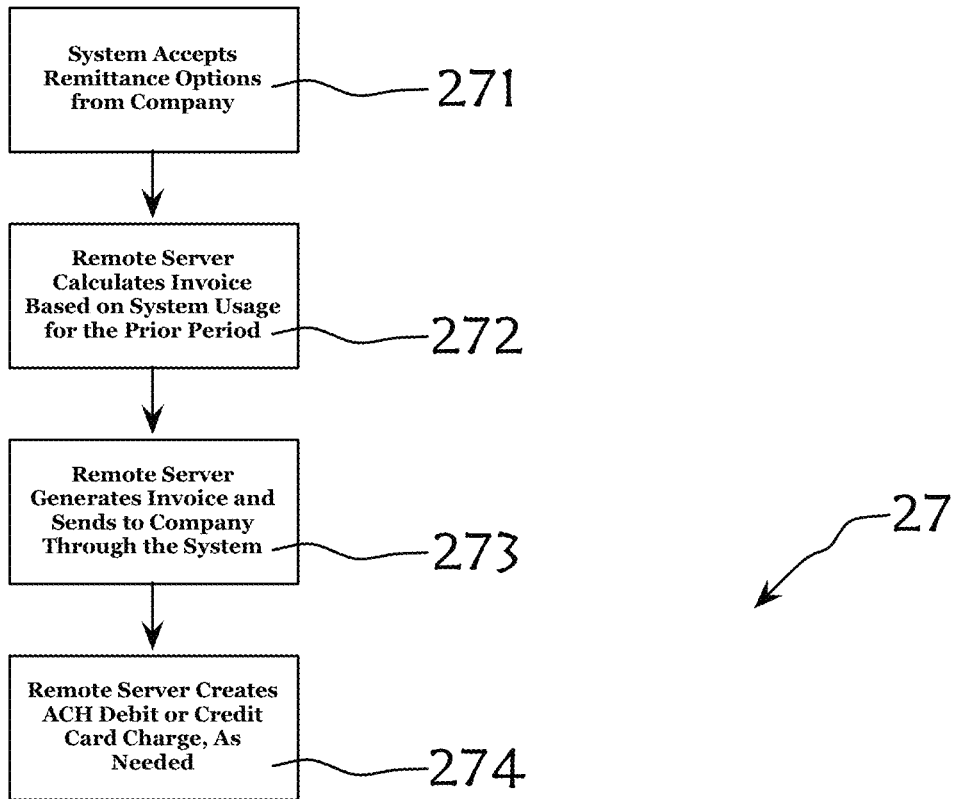 System Accepts
Remittance Options
from Company
271
Remote Server
Calculates Invoice
Based on System Usage
for the Prior Period
272
Remote Server
Generates Invoice and
Sends to Company
Through the System
273
27
Remote Server Creates
ACH Debit or Credit
Card Charge, As
Needed
274